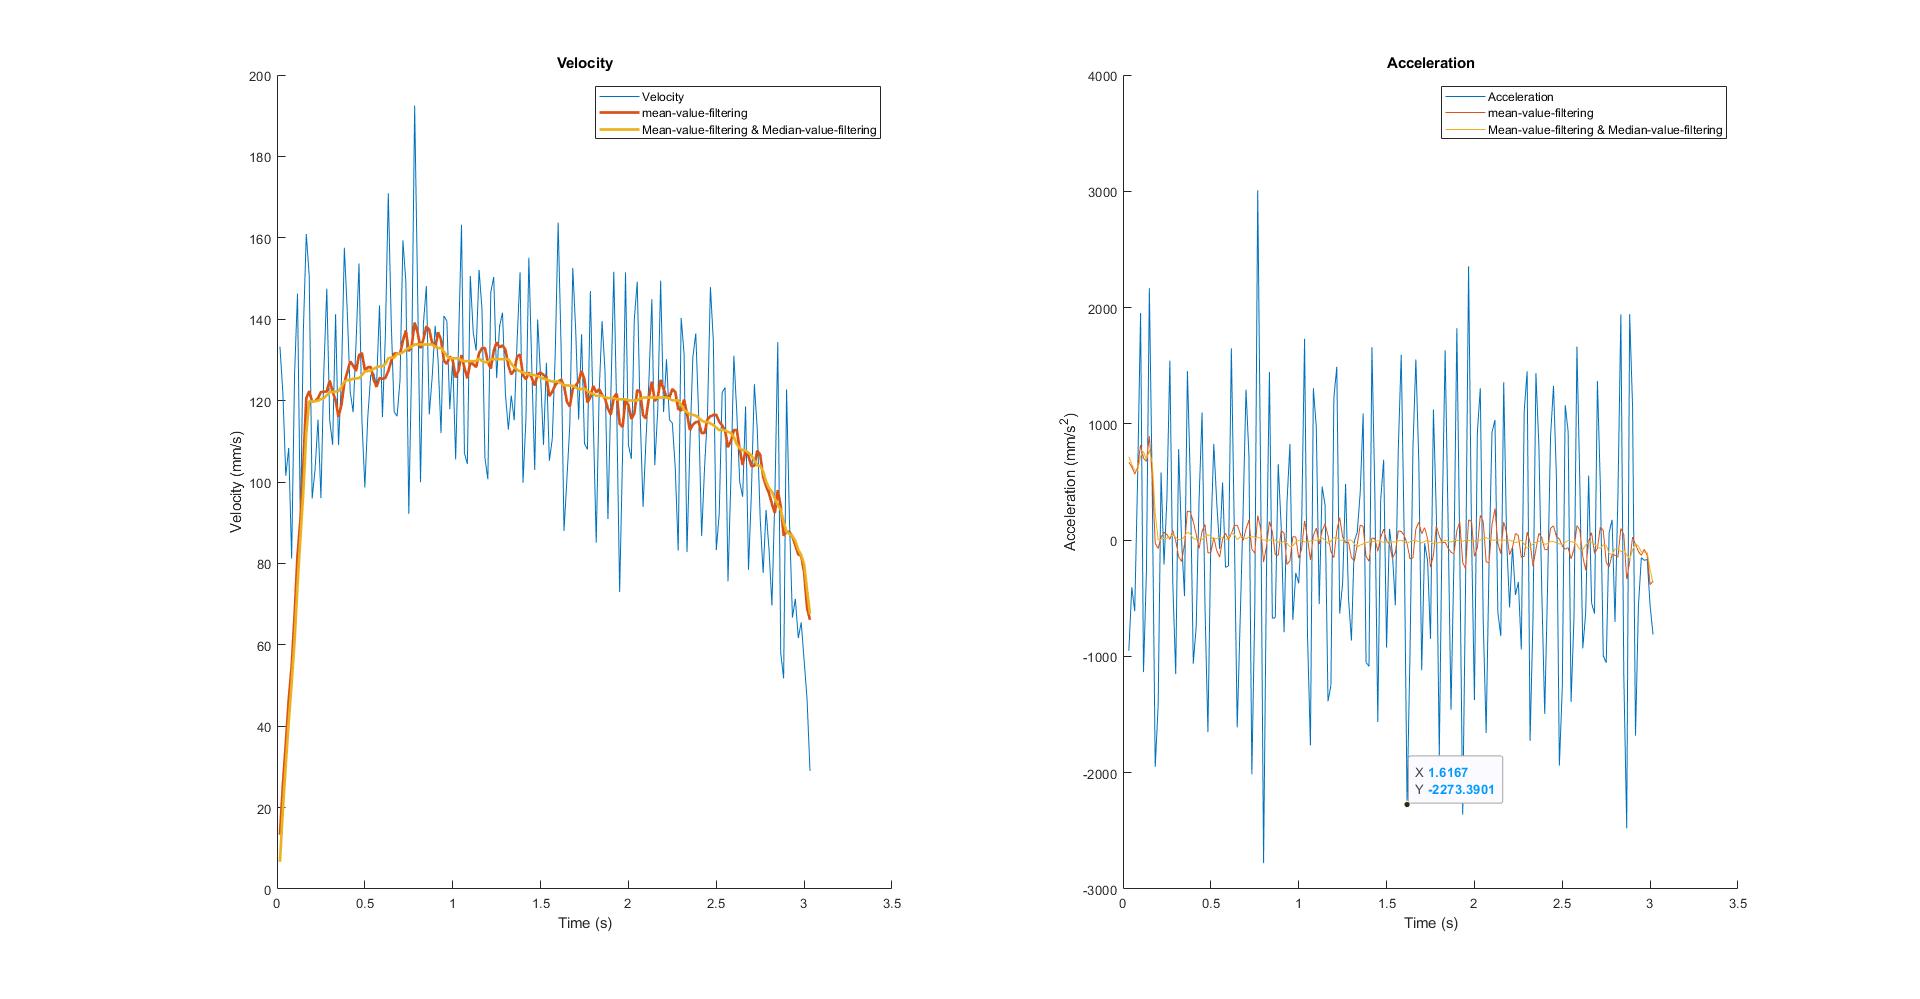 Velocity
200
180
160
140
120
100
80
60
40
20
0
Velocity (mm/s)
Velocity
mean-value-filtering
Mean-value-filtering & Median-value-filtering
0 0.5 1 1.5 2 2.5 3 3.5
Time (s)
Acceleration
4000
3000
2000
1000
0
-1000
-2000
-3000
Acceleration (mm/s²)
Acceleration
mean-value-filtering
Mean-value-filtering & Median-value-filtering
X 1.6167
Y -2273.3901
0 0.5 1 1.5 2 2.5 3 3.5
Time (s)